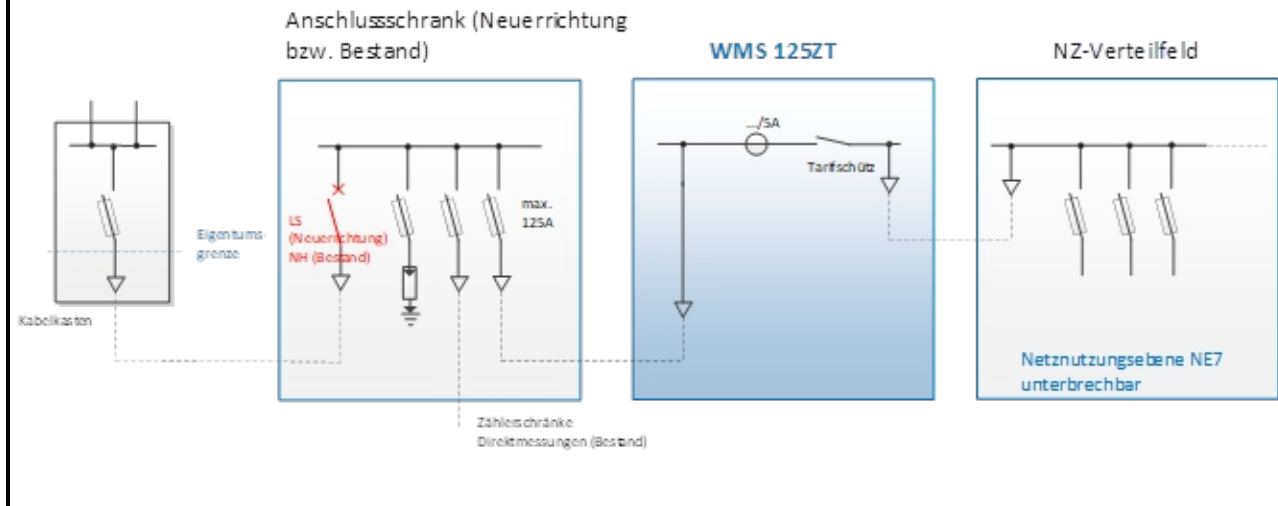 Anschlussschrank (Neuerrichtung
bzw. Bestand)
WMS 125ZT
NZ-Verteilfeld
.../5A
Tarifschütz
max.
125A
LS
(Neuerrichtung)
NH (Bestand)
Eigentums-
grenze
Kabelkasten
Netznutzungsebene NE7
unterbrechbar
Zählerschränke
Direktmessungen (Bestand)